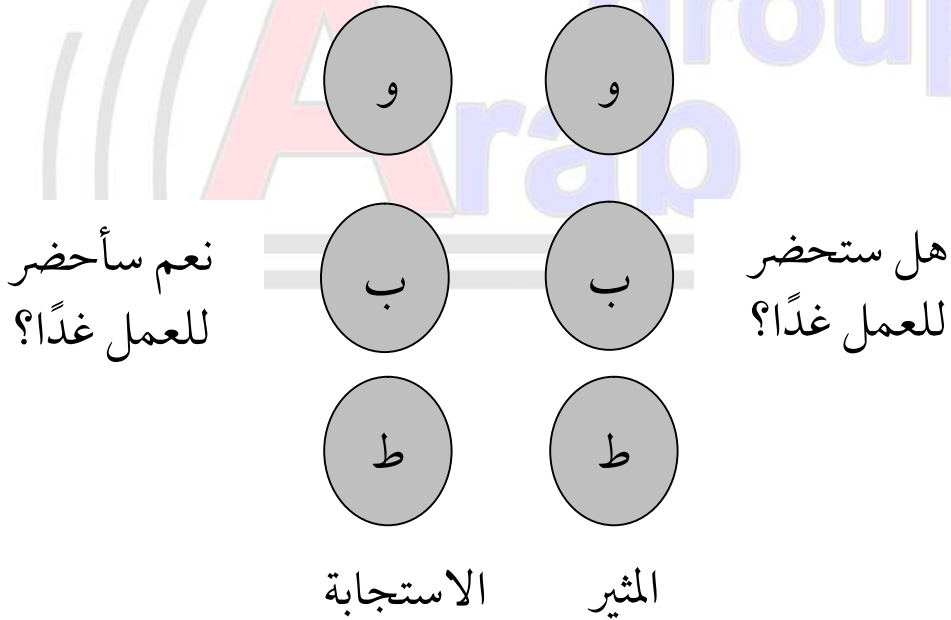 group
Arab
و و
هل ستحضر
للعمل غدًا؟
ب ب
نعم سأحضر
للعمل غدًا؟
ط ط
المثير الاستجابة